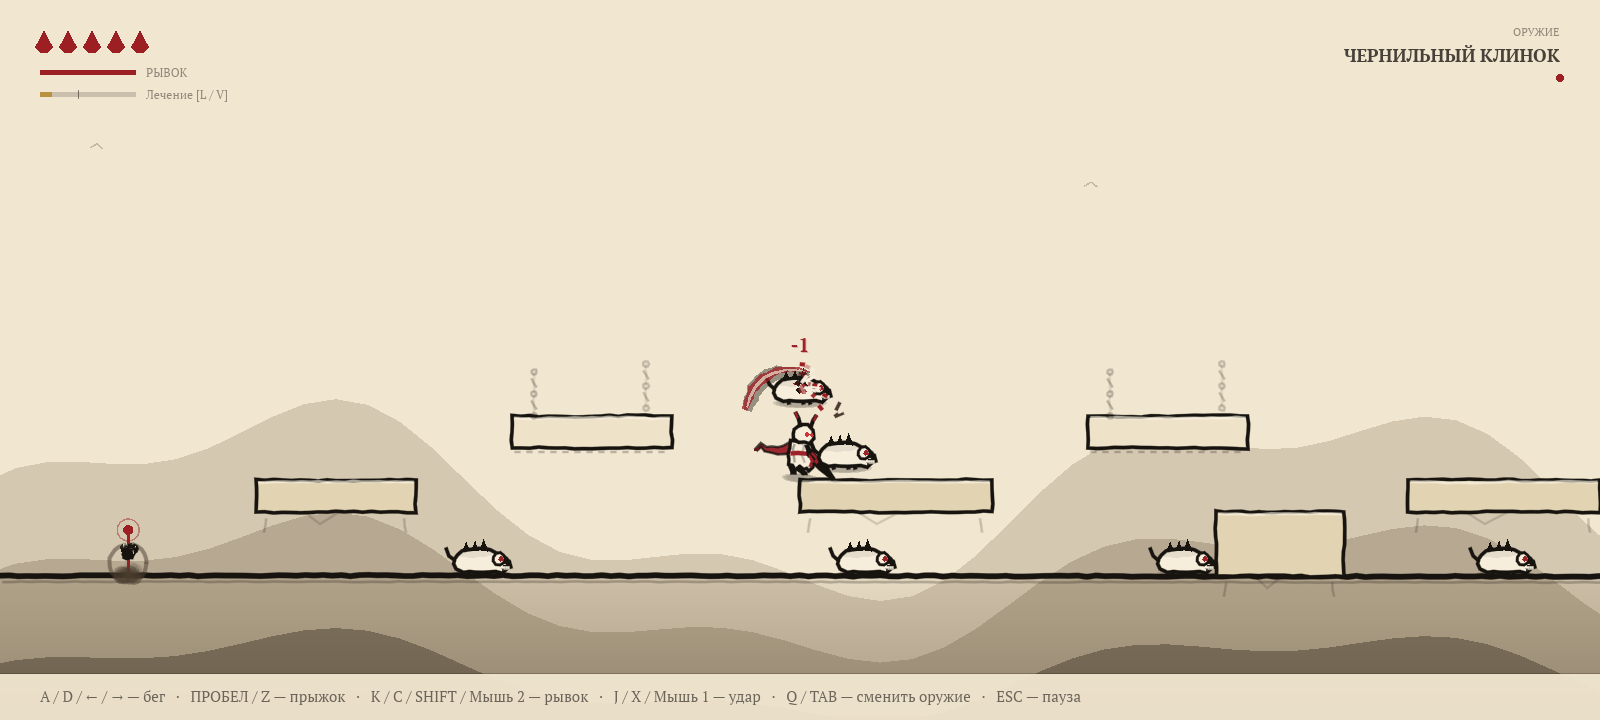 ОРУЖИЕ
ЧЕРНИЛЬНЫЙ КЛИНОК
РЫВОК
Лечение [L / V]
-1
A / D / ← / → — бег · ПРОБЕЛ / Z — прыжок · K / C / SHIFT / Мышь 2 — рывок · J / X / Мышь 1 — удар · Q / TAB — сменить оружие · ESC — пауза